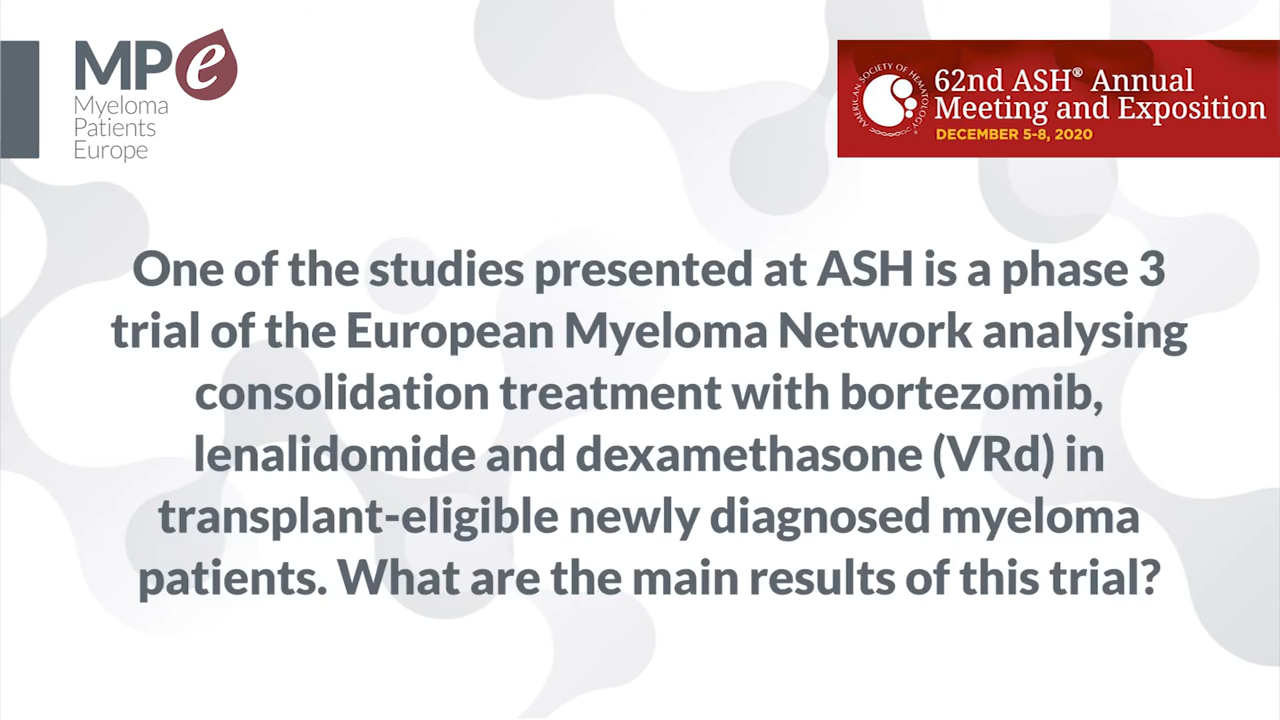 MPe
Myeloma
Patients
Europe
AMERICAN SOCIETY OF HEMATOLOGY®
62nd ASH® Annual
Meeting and Exposition
DECEMBER 5-8, 2020
One of the studies presented at ASH is a phase 3
trial of the European Myeloma Network analysing
consolidation treatment with bortezomib,
lenalidomide and dexamethasone (VRd) in
transplant-eligible newly diagnosed myeloma
patients. What are the main results of this trial?